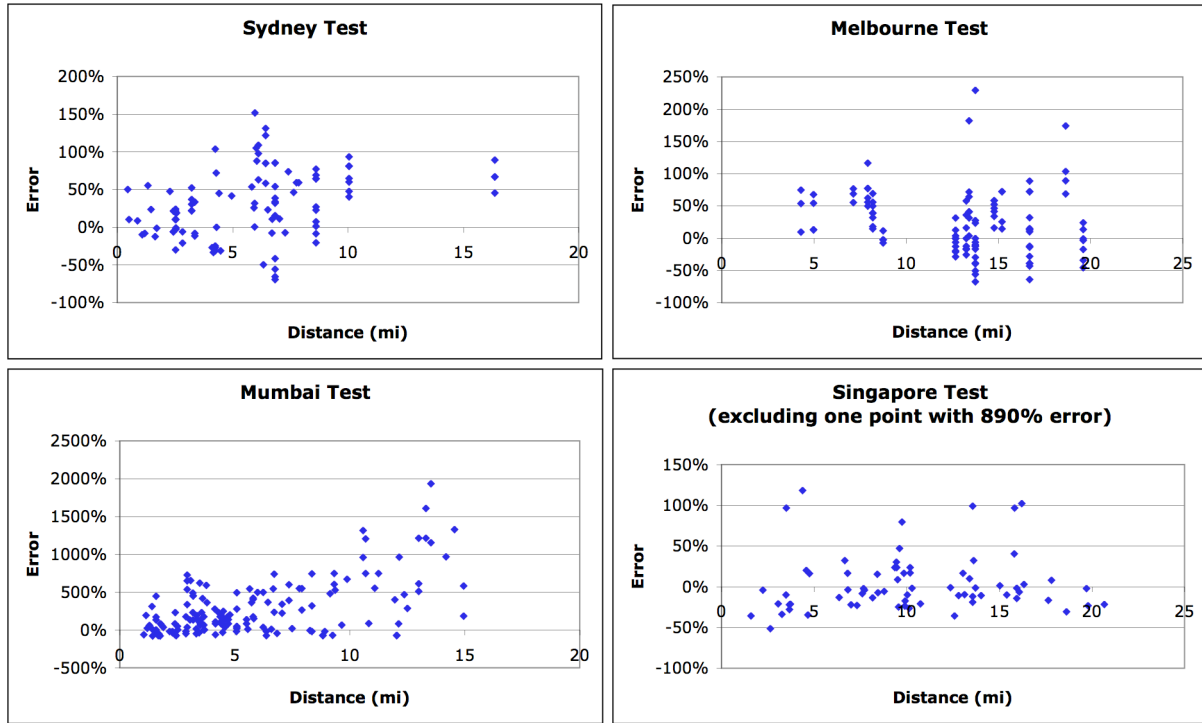 Sydney Test
200%
150%
100%
50%
0%
-50%
-100%
0 5 10 15 20
Error
Distance (mi)
Melbourne Test
250%
200%
150%
100%
50%
0%
-50%
-100%
0 5 10 15 20 25
Error
Distance (mi)
Mumbai Test
2500%
2000%
1500%
1000%
500%
0%
-500%
0 5 10 15 20
Error
Distance (mi)
Singapore Test
(excluding one point with 890% error)
150%
100%
50%
0%
-50%
-100%
0 5 10 15 20 25
Error
Distance (mi)